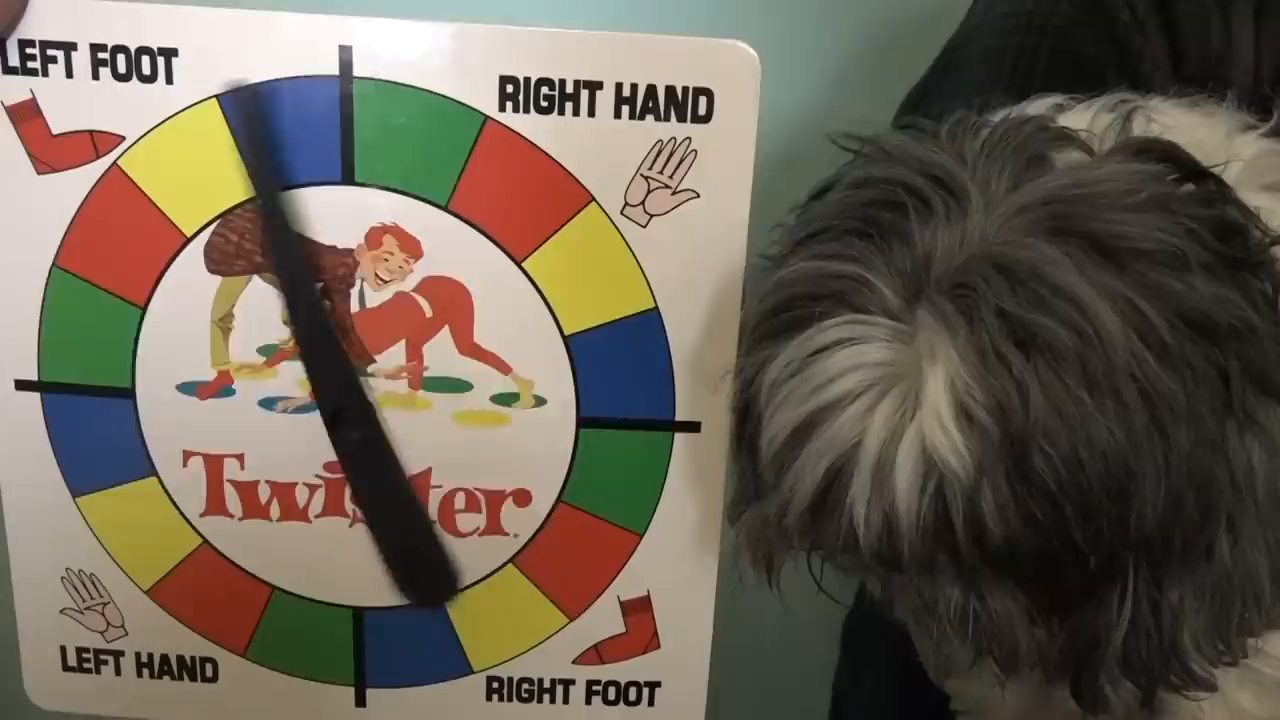 LEFT FOOT
RIGHT HAND
Twister
LEFT HAND
RIGHT FOOT